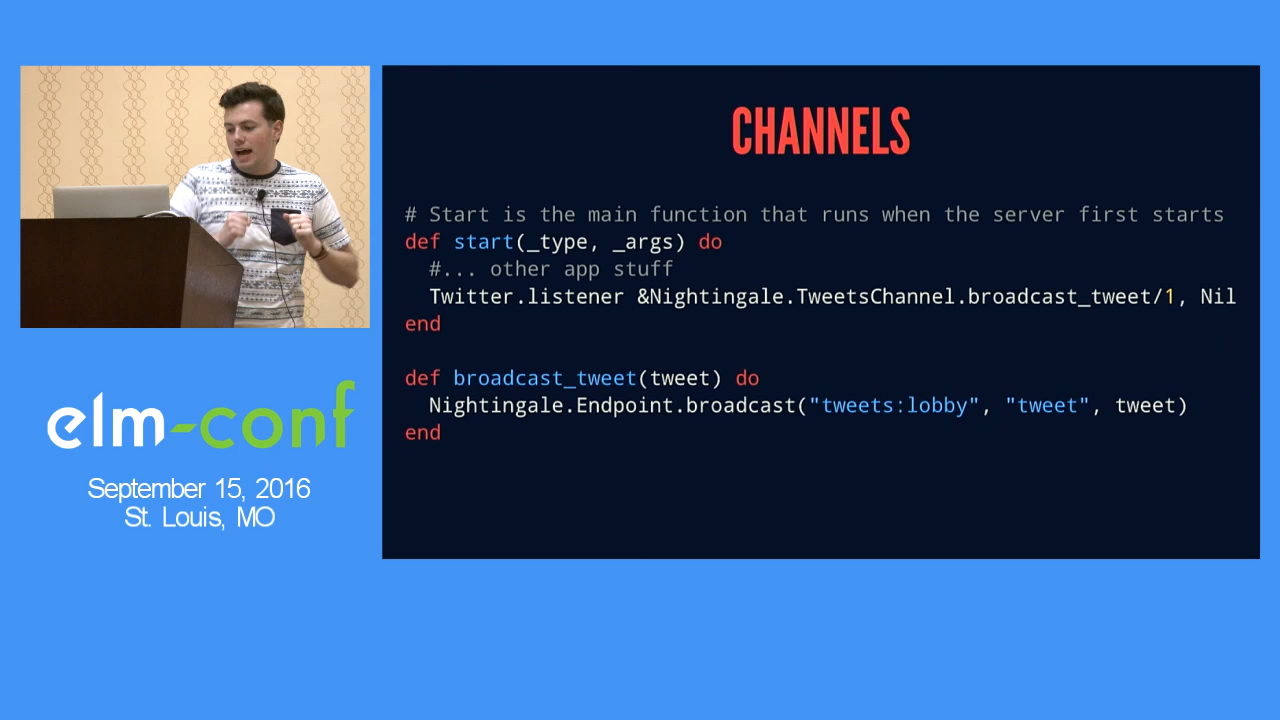 CHANNELS
# Start is the main function that runs when the server first starts
def start(_type, _args) do
#... other app stuff
Twitter.listener &Nightingale.TweetsChannel.broadcast_tweet/1, Nil
end
def broadcast_tweet(tweet) do
Nightingale.Endpoint.broadcast("tweets:lobby", "tweet", tweet)
end
elm-conf
September 15, 2016
St. Louis, MO